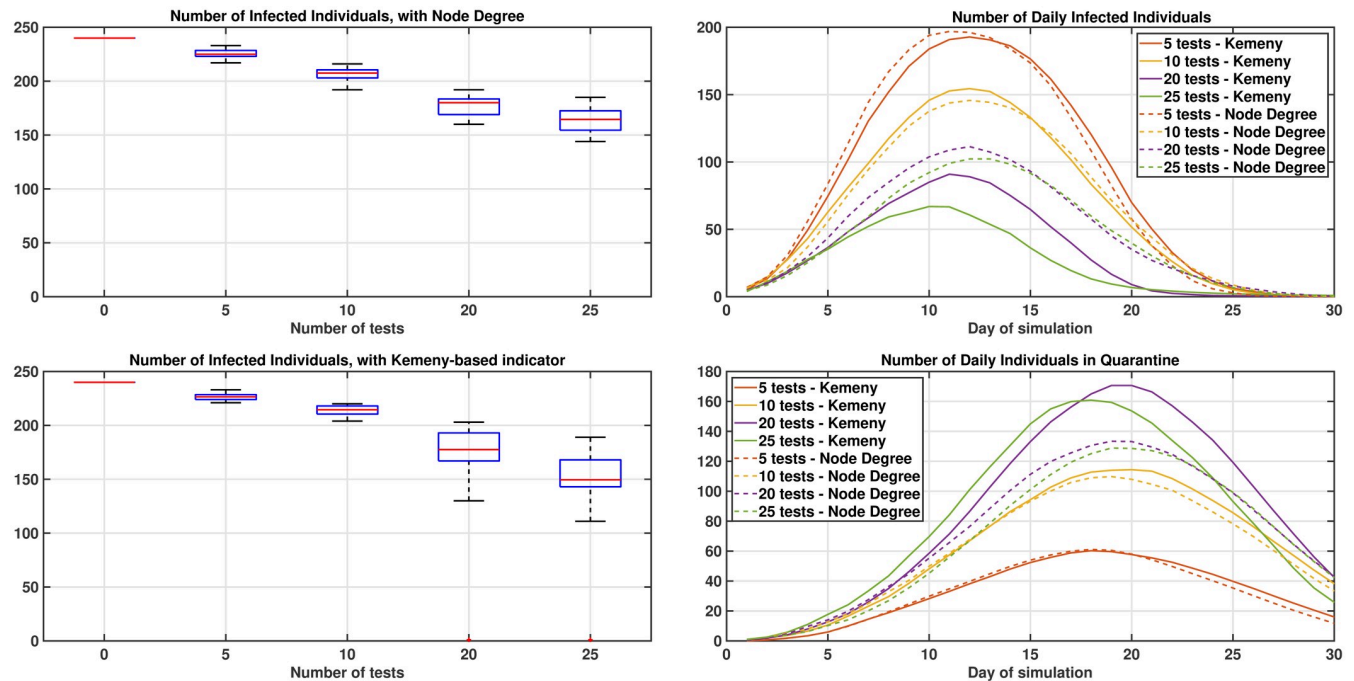 Number of Infected Individuals, with Node Degree
250
200
150
100
50
0
0 5 10 20 25
Number of tests
Number of Daily Infected Individuals
200
150
100
50
0
5 tests - Kemeny
10 tests - Kemeny
20 tests - Kemeny
25 tests - Kemeny
5 tests - Node Degree
10 tests - Node Degree
20 tests - Node Degree
25 tests - Node Degree
0 5 10 15 20 25 30
Day of simulation
Number of Infected Individuals, with Kemeny-based indicator
250
200
150
100
50
0
0 5 10 20 25
Number of tests
Number of Daily Individuals in Quarantine
180
160
140
120
100
80
60
40
20
0
5 tests - Kemeny
10 tests - Kemeny
20 tests - Kemeny
25 tests - Kemeny
5 tests - Node Degree
10 tests - Node Degree
20 tests - Node Degree
25 tests - Node Degree
0 5 10 15 20 25 30
Day of simulation